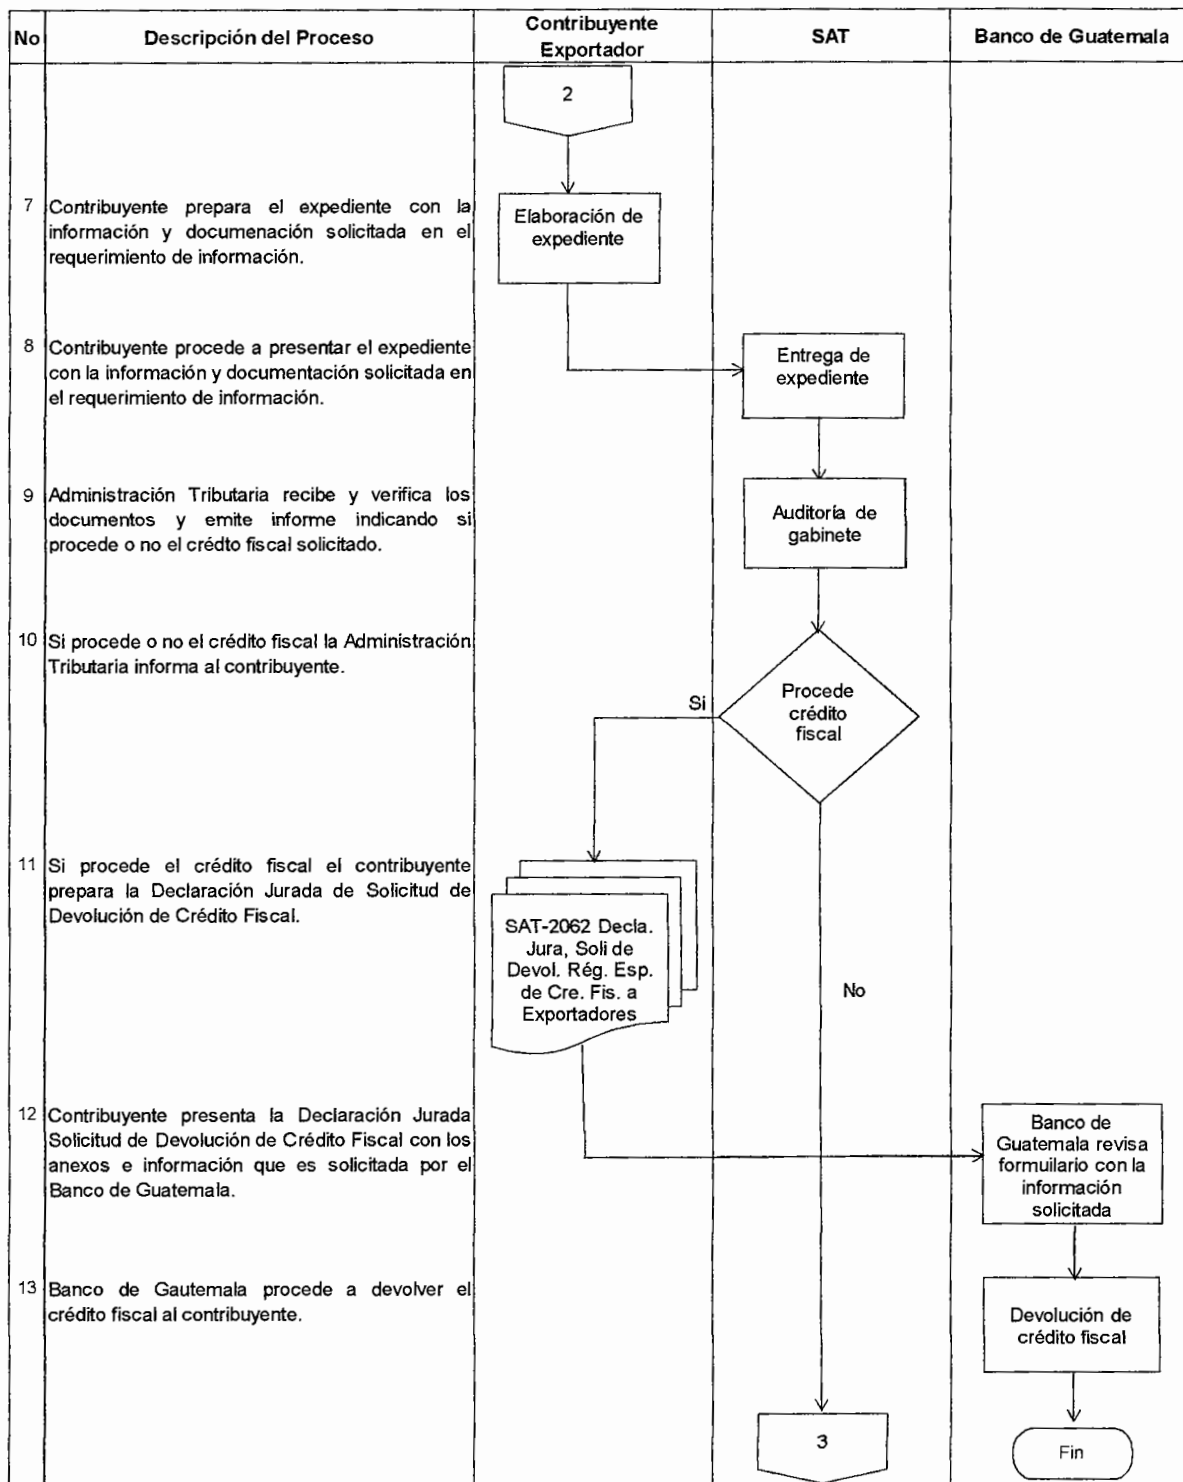 No
Descripción del Proceso
Contribuyente
Exportador
SAT
Banco de Guatemala
2
7
Contribuyente prepara el expediente con la
información y documenación solicitada en el
requerimiento de información.
Elaboración de
expediente
8
Contribuyente procede a presentar el expediente
con la información y documentación solicitada en
el requerimiento de información.
Entrega de
expediente
9
Administración Tributaria recibe y verifica los
documentos y emite informe indicando si
procede o no el crédto fiscal solicitado.
Auditoría de
gabinete
10
Si procede o no el crédito fiscal la Administración
Tributaria informa al contribuyente.
Procede
crédito
fiscal
Si
11
Si procede el crédito fiscal el contribuyente
prepara la Declaración Jurada de Solicitud de
Devolución de Crédito Fiscal.
SAT-2062 Decla.
Jura, Soli de
Devol. Rég. Esp.
de Cre. Fis. a
Exportadores
No
12
Contribuyente presenta la Declaración Jurada
Solicitud de Devolución de Crédito Fiscal con los
anexos e información que es solicitada por el
Banco de Guatemala.
Banco de
Guatemala revisa
formuilario con la
información
solicitada
13
Banco de Gautemala procede a devolver el
crédito fiscal al contribuyente.
Devolución de
crédito fiscal
3
Fin